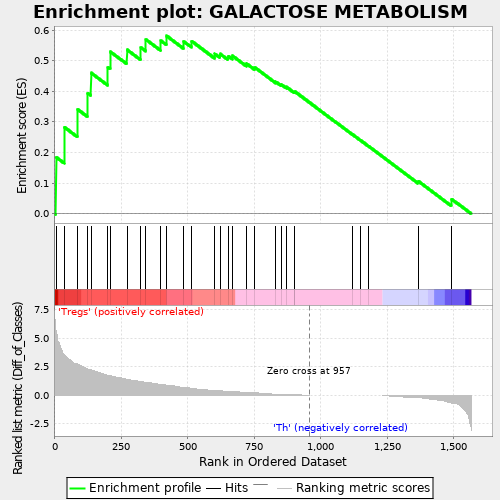 Enrichment plot: GALACTOSE METABOLISM
Enrichment score (ES)
0.6
0.5
0.4
0.3
0.2
0.1
0.0
'Tregs' (positively correlated)
Ranked list metric (Diff_of_Classes)
7.5
5.0
2.5
0.0
-2.5
Zero cross at 957
'Th' (negatively correlated)
0 250 500 750 1,000 1,250 1,500
Rank in Ordered Dataset
Enrichment profile Hits Ranking metric scores